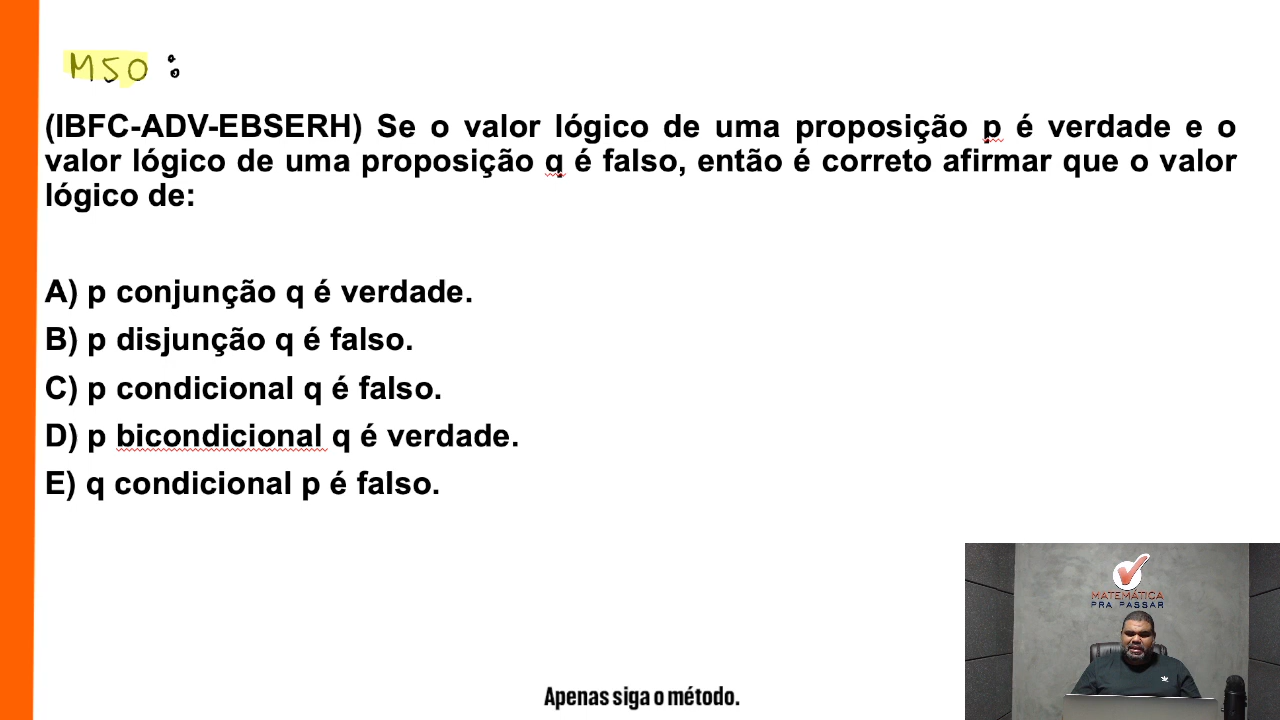 M50 :
(IBFC-ADV-EBSERH) Se o valor lógico de uma proposição p é verdade e o
valor lógico de uma proposição q é falso, então é correto afirmar que o valor
lógico de:
A) p conjunção q é verdade.
B) p disjunção q é falso.
C) p condicional q é falso.
D) p bicondicional q é verdade.
E) q condicional p é falso.
MATEMÁTICA
PRA PASSAR
Apenas siga o método.